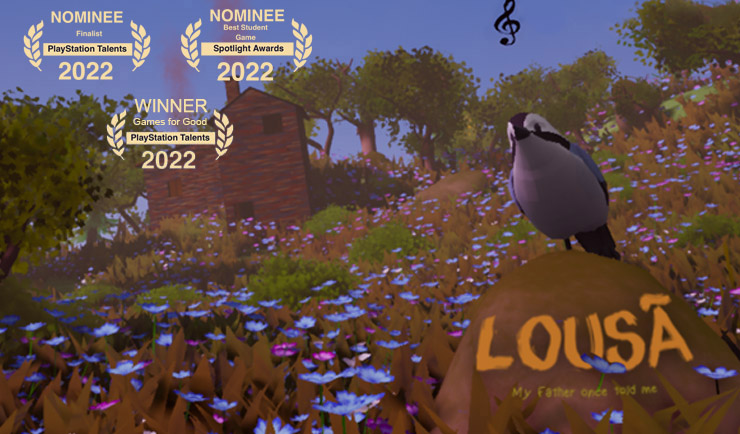 NOMINEE
Finalist
PlayStation Talents
2022
NOMINEE
Best Student
Game
Spotlight Awards
2022
WINNER
Games for Good
PlayStation Talents
2022
LOUSÃ
My Father once told me